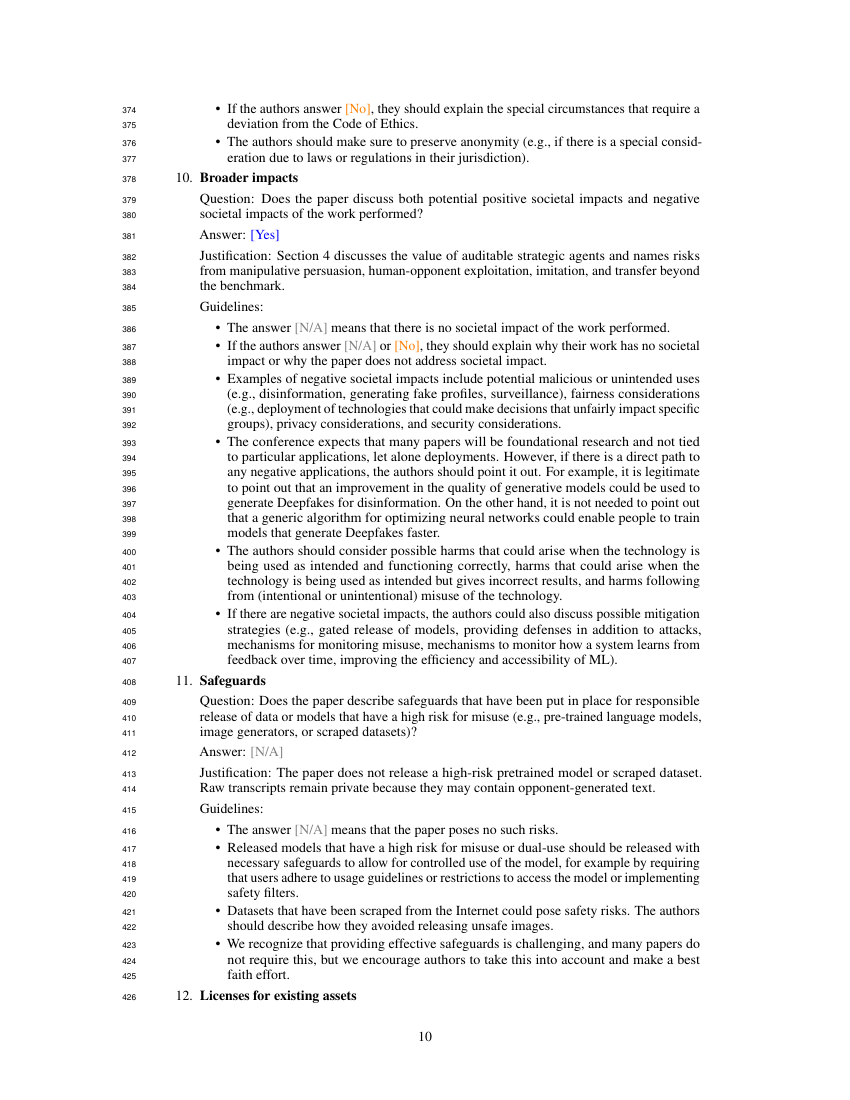 374 • If the authors answer [No], they should explain the special circumstances that require a
375 deviation from the Code of Ethics.
376 • The authors should make sure to preserve anonymity (e.g., if there is a special consid-
377 eration due to laws or regulations in their jurisdiction).
378 10. Broader impacts
379 Question: Does the paper discuss both potential positive societal impacts and negative
380 societal impacts of the work performed?
381 Answer: [Yes]
382 Justification: Section 4 discusses the value of auditable strategic agents and names risks
383 from manipulative persuasion, human-opponent exploitation, imitation, and transfer beyond
384 the benchmark.
385 Guidelines:
386 • The answer [N/A] means that there is no societal impact of the work performed.
387 • If the authors answer [N/A] or [No], they should explain why their work has no societal
388 impact or why the paper does not address societal impact.
389 • Examples of negative societal impacts include potential malicious or unintended uses
390 (e.g., disinformation, generating fake profiles, surveillance), fairness considerations
391 (e.g., deployment of technologies that could make decisions that unfairly impact specific
392 groups), privacy considerations, and security considerations.
393 • The conference expects that many papers will be foundational research and not tied
394 to particular applications, let alone deployments. However, if there is a direct path to
395 any negative applications, the authors should point it out. For example, it is legitimate
396 to point out that an improvement in the quality of generative models could be used to
397 generate Deepfakes for disinformation. On the other hand, it is not needed to point out
398 that a generic algorithm for optimizing neural networks could enable people to train
399 models that generate Deepfakes faster.
400 • The authors should consider possible harms that could arise when the technology is
401 being used as intended and functioning correctly, harms that could arise when the
402 technology is being used as intended but gives incorrect results, and harms following
403 from (intentional or unintentional) misuse of the technology.
404 • If there are negative societal impacts, the authors could also discuss possible mitigation
405 strategies (e.g., gated release of models, providing defenses in addition to attacks,
406 mechanisms for monitoring misuse, mechanisms to monitor how a system learns from
407 feedback over time, improving the efficiency and accessibility of ML).
408 11. Safeguards
409 Question: Does the paper describe safeguards that have been put in place for responsible
410 release of data or models that have a high risk for misuse (e.g., pre-trained language models,
411 image generators, or scraped datasets)?
412 Answer: [N/A]
413 Justification: The paper does not release a high-risk pretrained model or scraped dataset.
414 Raw transcripts remain private because they may contain opponent-generated text.
415 Guidelines:
416 • The answer [N/A] means that the paper poses no such risks.
417 • Released models that have a high risk for misuse or dual-use should be released with
418 necessary safeguards to allow for controlled use of the model, for example by requiring
419 that users adhere to usage guidelines or restrictions to access the model or implementing
420 safety filters.
421 • Datasets that have been scraped from the Internet could pose safety risks. The authors
422 should describe how they avoided releasing unsafe images.
423 • We recognize that providing effective safeguards is challenging, and many papers do
424 not require this, but we encourage authors to take this into account and make a best
425 faith effort.
426 12. Licenses for existing assets
10